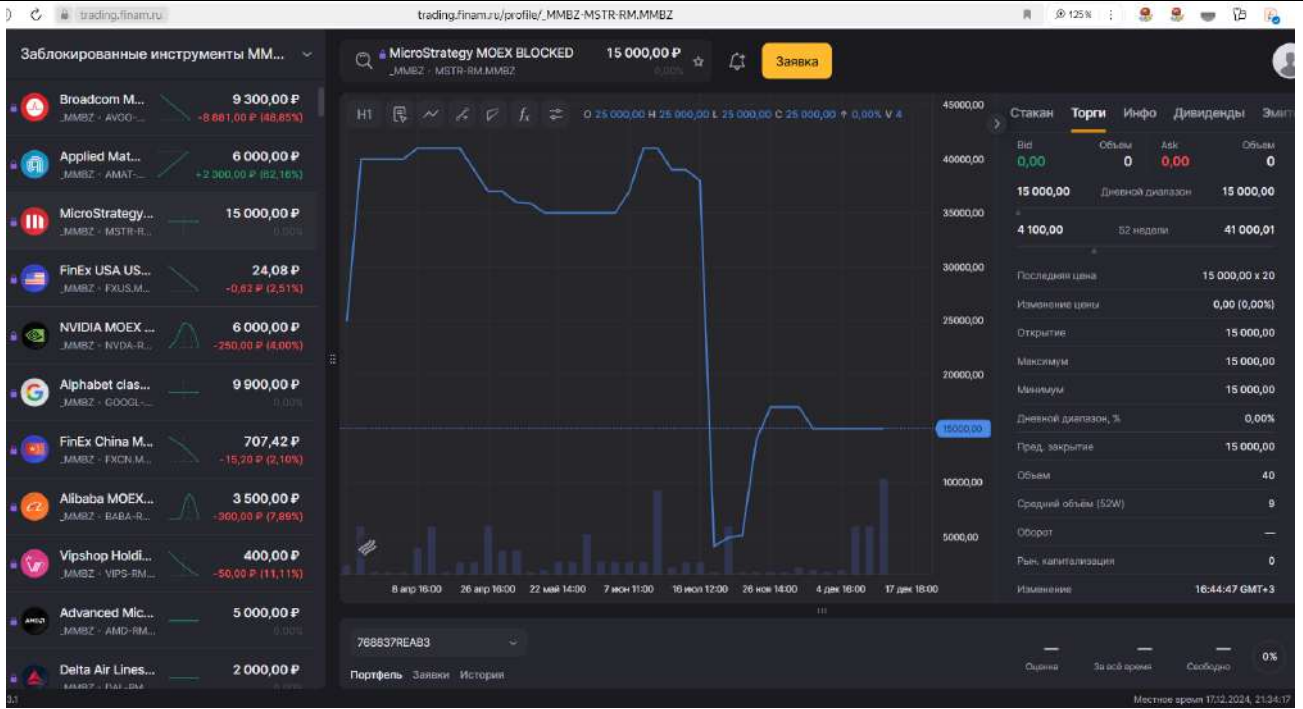 trading.finam.ru
trading.finam.ru/profile/_MMBZ-MSTR-RM.MMBZ
125 %
Заблокированные инструменты MM...
Broadcom M...
9 300,00 ₽
_MMBZ - AVGO-...
-8 881,00 ₽ (48,85%)
Applied Mat...
6 000,00 ₽
_MMBZ - AMAT-...
+2 300,00 ₽ (62,16%)
MicroStrategy...
15 000,00 ₽
_MMBZ - MSTR-R...
0,00%
FinEx USA US...
24,08 ₽
_MMBZ - FXUS.M...
-0,62 ₽ (2,51%)
NVIDIA MOEX ...
6 000,00 ₽
_MMBZ - NVDA-R...
-250,00 ₽ (4,00%)
Alphabet clas...
9 900,00 ₽
_MMBZ - GOOGL-...
0,00%
FinEx China M...
707,42 ₽
_MMBZ - FXCN.M...
-15,20 ₽ (2,10%)
Alibaba MOEX...
3 500,00 ₽
_MMBZ - BABA-R...
-300,00 ₽ (7,89%)
Vipshop Holdi...
400,00 ₽
_MMBZ - VIPS-RM...
-50,00 ₽ (11,11%)
Advanced Mic...
5 000,00 ₽
_MMBZ - AMD-RM...
0,00%
Delta Air Lines...
2 000,00 ₽
_MMBZ - DAL-RM
3.1
MicroStrategy MOEX BLOCKED
15 000,00 ₽
_MMBZ - MSTR-RM.MMBZ
0,00%
Заявка
H1
fx
O 25 000,00 H 25 000,00 L 25 000,00 C 25 000,00 ↑ 0,00% V 4
45000,00
40000,00
35000,00
30000,00
25000,00
20000,00
15000,00
10000,00
5000,00
8 апр 16:00 26 апр 16:00 22 май 14:00 7 июн 11:00 16 июл 12:00 26 ноя 14:00 4 дек 16:00 17 дек 18:00
Стакан Торги Инфо Дивиденды Эмит
Bid Объем Ask Объем
0,00 0 0,00 0
15 000,00 Дневной диапазон 15 000,00
4 100,00 52 недели 41 000,01
Последняя цена 15 000,00 x 20
Изменение цены 0,00 (0,00%)
Открытие 15 000,00
Максимум 15 000,00
Минимум 15 000,00
Дневной диапазон, % 0,00%
Пред. закрытие 15 000,00
Объем 40
Средний объём (52W) 9
Оборот —
Рын. капитализация 0
Изменение 16:44:47 GMT+3
768837REAB3
Портфель Заявки История
— — —
Оценка За всё время Свободно
0%
Местное время 17.12.2024, 21:34:17